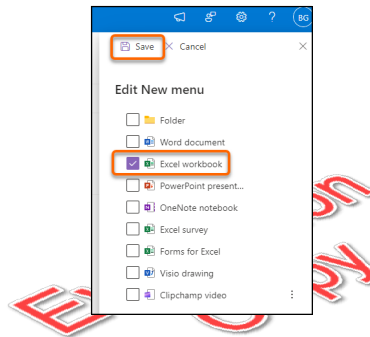 BG
Save Cancel
Edit New menu
Folder
Word document
Excel workbook
PowerPoint present...
OneNote notebook
Excel survey
Forms for Excel
Visio drawing
Clipchamp video